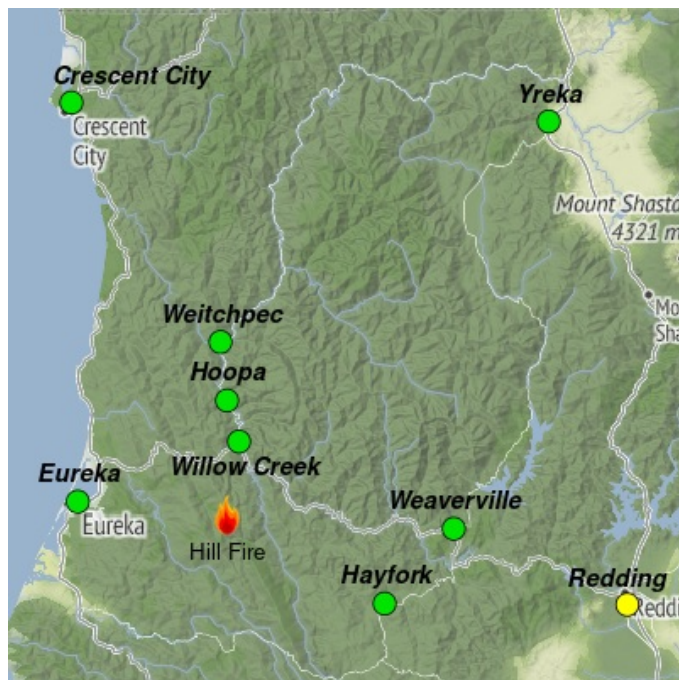 Crescent City
Crescent
City
Yreka
Mount Shasta
4321 m
Mo
Sha
Weitchpec
Hoopa
Willow Creek
Eureka
Eureka
Hill Fire
Weaverville
Hayfork
Redding
Reddi